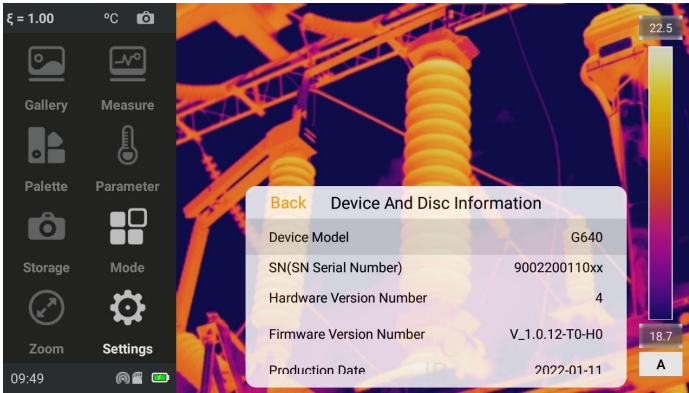 ξ = 1.00 °C
Gallery Measure
Palette Parameter
Storage Mode
Zoom Settings
09:49
Back Device And Disc Information
Device Model G640
SN(SN Serial Number) 9002200110xx
Hardware Version Number 4
Firmware Version Number V_1.0.12-T0-H0
Production Date 2022-01-11
22.5
18.7
A